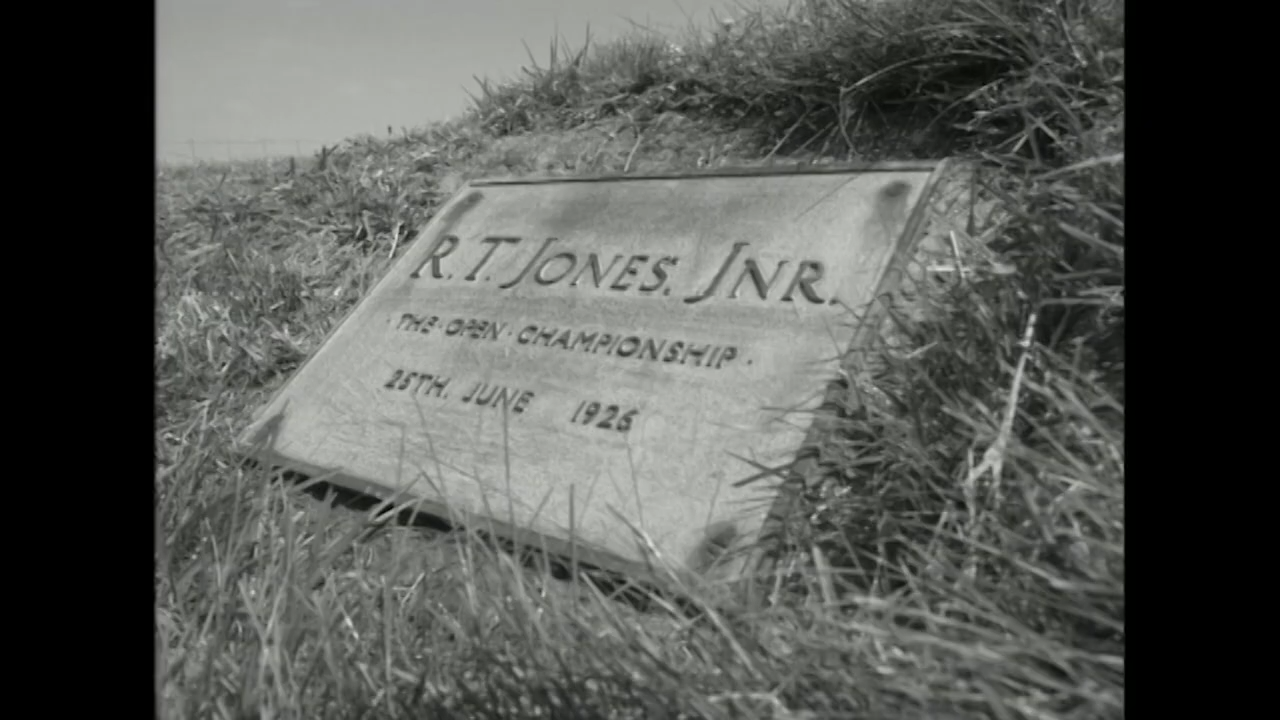 R. T. JONES. JNR.
· THE · OPEN · CHAMPIONSHIP ·
25TH. JUNE 1926